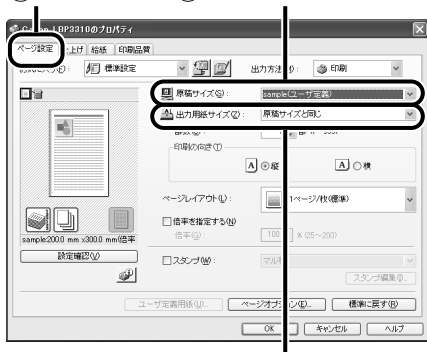 Canon LBP3310のプロパティ
ページ設定 仕上げ 給紙 印刷品質
お気に入り(F): 標準設定 出力方法(M): 印刷
原稿サイズ(S): sample(ユーザ定義)
出力用紙サイズ(Z): 原稿サイズと同じ
部数(C):
印刷の向き(T)
A 縦 A 横
ページレイアウト(L): 1ページ/枚(標準)
倍率を指定する(N)
倍率(G): 100 % (25～200)
sample:200.0 mm x300.0 mm(倍率
設定確認(V)
スタンプ(W): マル秘
スタンプ編集(Q)...
ユーザ定義用紙(U)... ページオプション(E)... 標準に戻す(R)
OK キャンセル ヘルプ